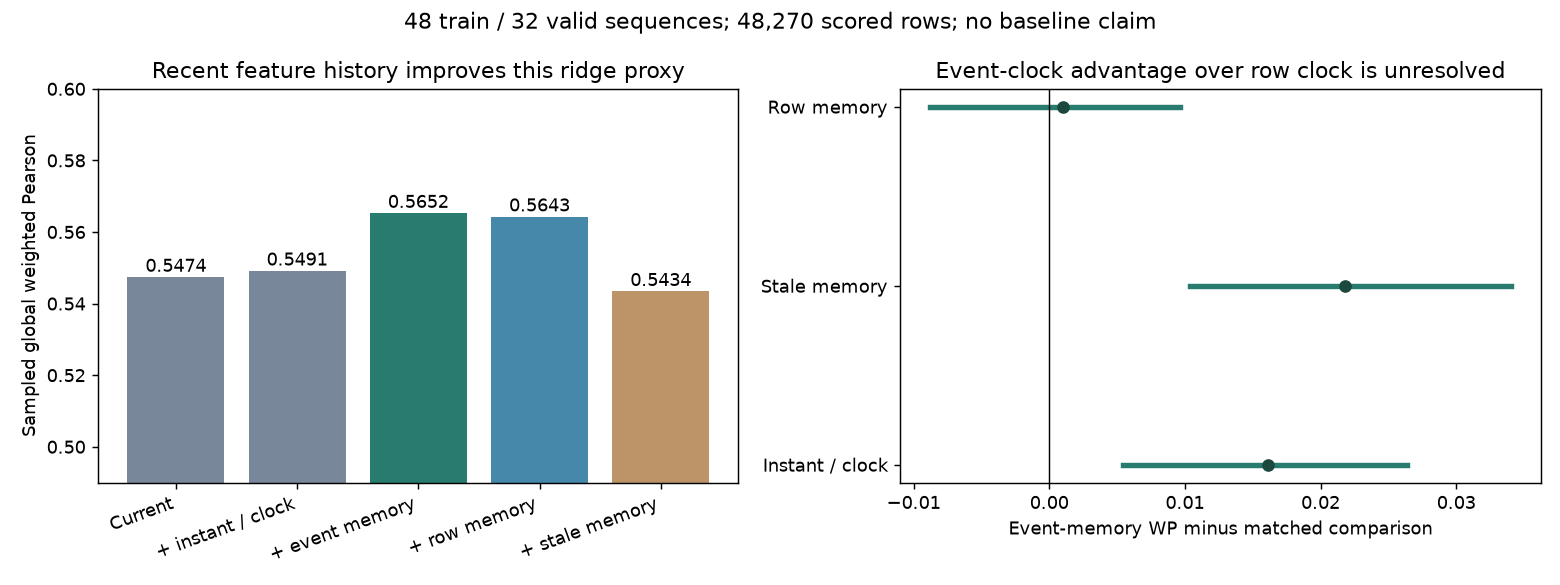 48 train / 32 valid sequences; 48,270 scored rows; no baseline claim
Recent feature history improves this ridge proxy
Sampled global weighted Pearson
0.60
0.58
0.56
0.54
0.52
0.50
0.5474
0.5491
0.5652
0.5643
0.5434
Current
+ instant / clock
+ event memory
+ row memory
+ stale memory
Event-clock advantage over row clock is unresolved
Row memory
Stale memory
Instant / clock
−0.01
0.00
0.01
0.02
0.03
Event-memory WP minus matched comparison